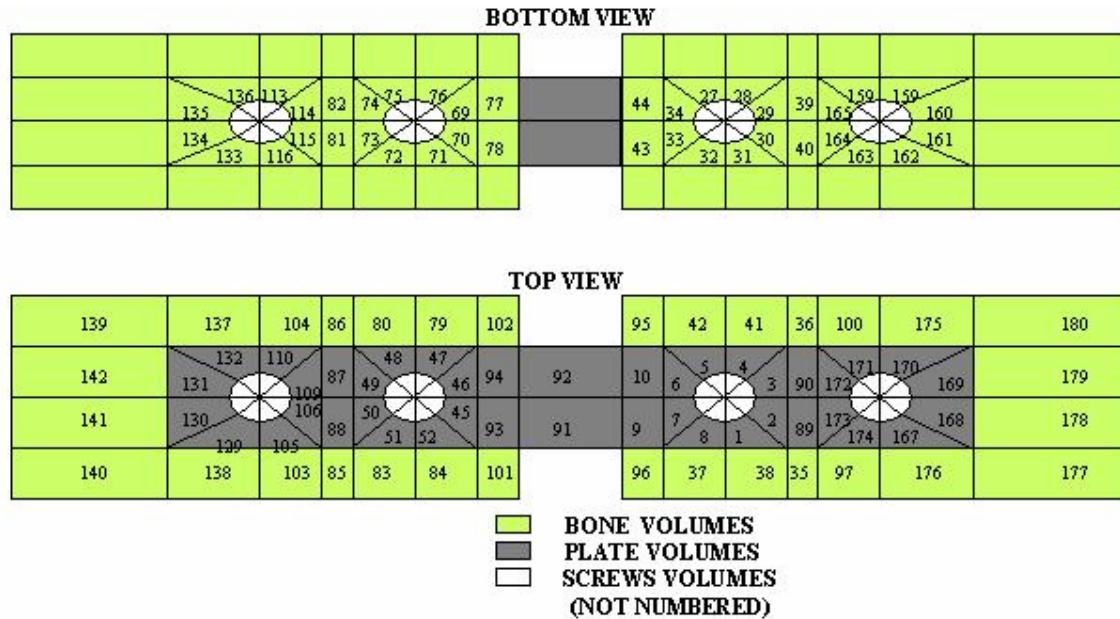 BOTTOM VIEW
136 113 75 76 27 28 159 159
135 114 82 74 69 77 44 34 29 39 165 160
134 115 81 73 70 78 43 33 30 40 164 161
133 116 72 71 32 31 163 162
TOP VIEW
139 137 104 86 80 79 102 95 42 41 36 100 175 180
132 110 48 47 5 4 171 170
142 131 109 87 49 46 94 92 10 6 3 90 172 169 179
141 130 106 88 50 45 93 91 9 7 2 89 173 168 178
129 105 51 52 8 1 174 167
140 138 103 85 83 84 101 96 37 38 35 97 176 177
BONE VOLUMES
PLATE VOLUMES
SCREWS VOLUMES
(NOT NUMBERED)